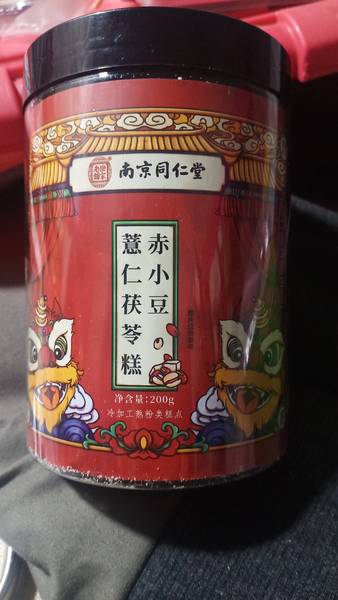 南京同仁堂
赤小豆
薏仁茯苓糕
净含量:200g
冷加工熟粉类糕点